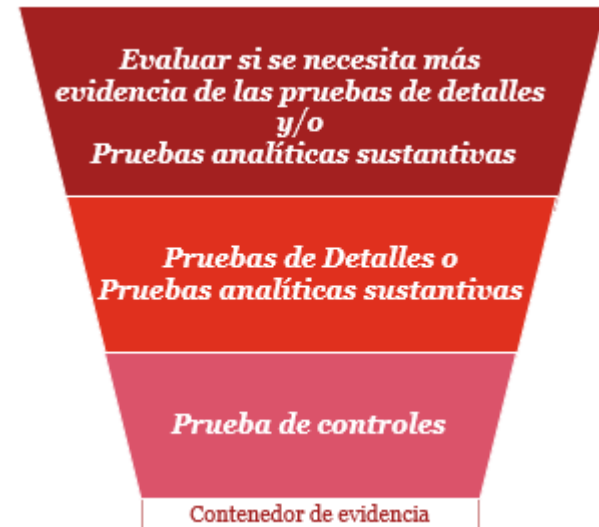 Evaluar si se necesita más
evidencia de las pruebas de detalles
y/o
Pruebas analíticas sustantivas
Pruebas de Detalles o
Pruebas analíticas sustantivas
Prueba de controles
Contenedor de evidencia